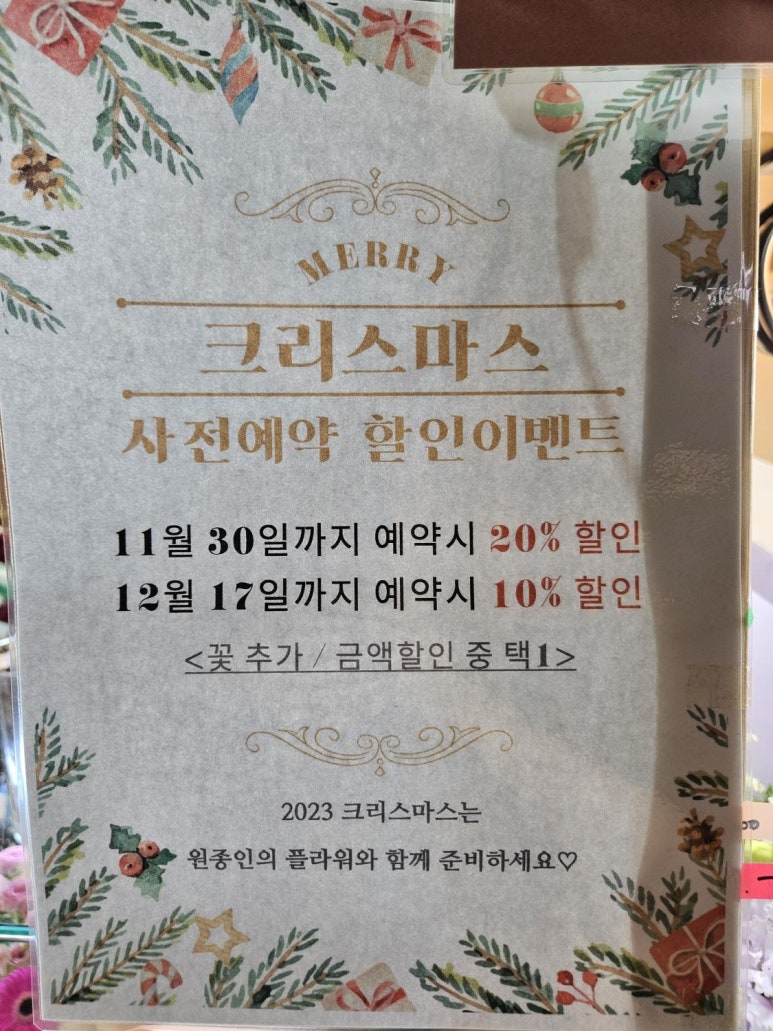 MERRY
크리스마스
사전예약 할인이벤트
11월 30일까지 예약시 20% 할인
12월 17일까지 예약시 10% 할인
<꽃 추가 / 금액할인 중 택1>
2023 크리스마스는
원종인의 플라워와 함께 준비하세요♡